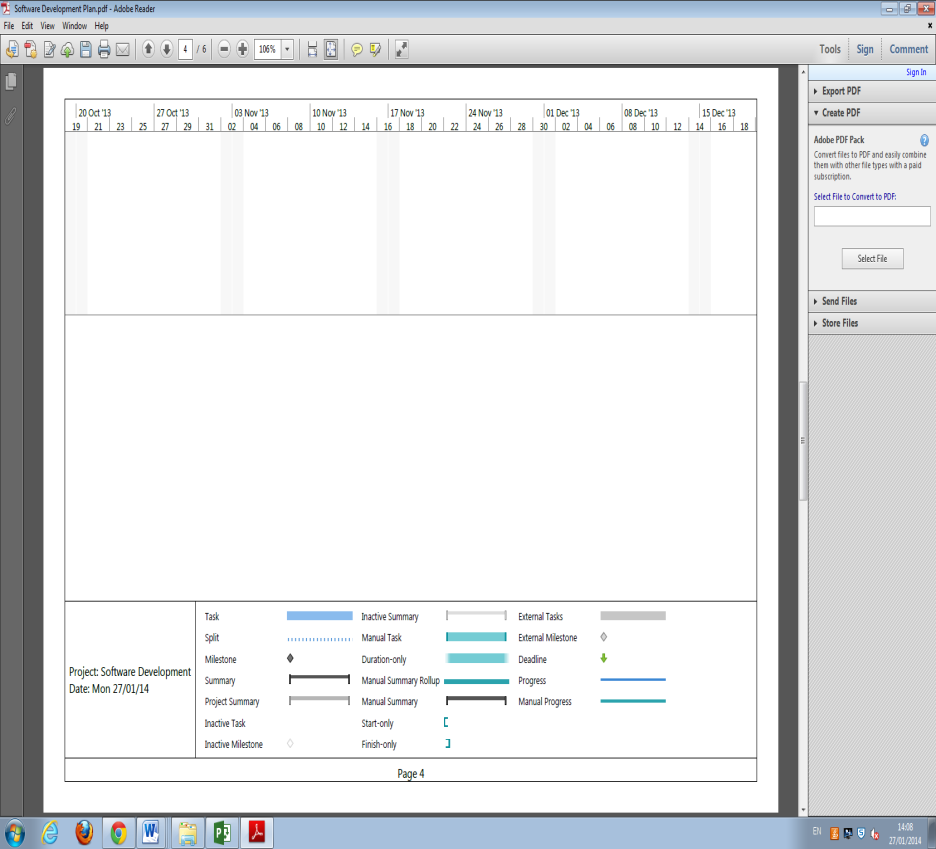 Software Development Plan.pdf - Adobe Reader
File Edit View Window Help
4 / 6 106% Tools Sign Comment
Sign In
Export PDF
Create PDF
Adobe PDF Pack
Convert files to PDF and easily combine
them with other file types with a paid
subscription.
Select File to Convert to PDF:
Select File
Send Files
Store Files
20 Oct '13 27 Oct '13 03 Nov '13 10 Nov '13 17 Nov '13 24 Nov '13 01 Dec '13 08 Dec '13 15 Dec '13
19 21 23 25 27 29 31 02 04 06 08 10 12 14 16 18 20 22 24 26 28 30 02 04 06 08 10 12 14 16 18
Project: Software Development
Date: Mon 27/01/14
Task Inactive Summary External Tasks
Split Manual Task External Milestone
Milestone Duration-only Deadline
Summary Manual Summary Rollup Progress
Project Summary Manual Summary Manual Progress
Inactive Task Start-only
Inactive Milestone Finish-only
Page 4
EN 14:08
27/01/2014